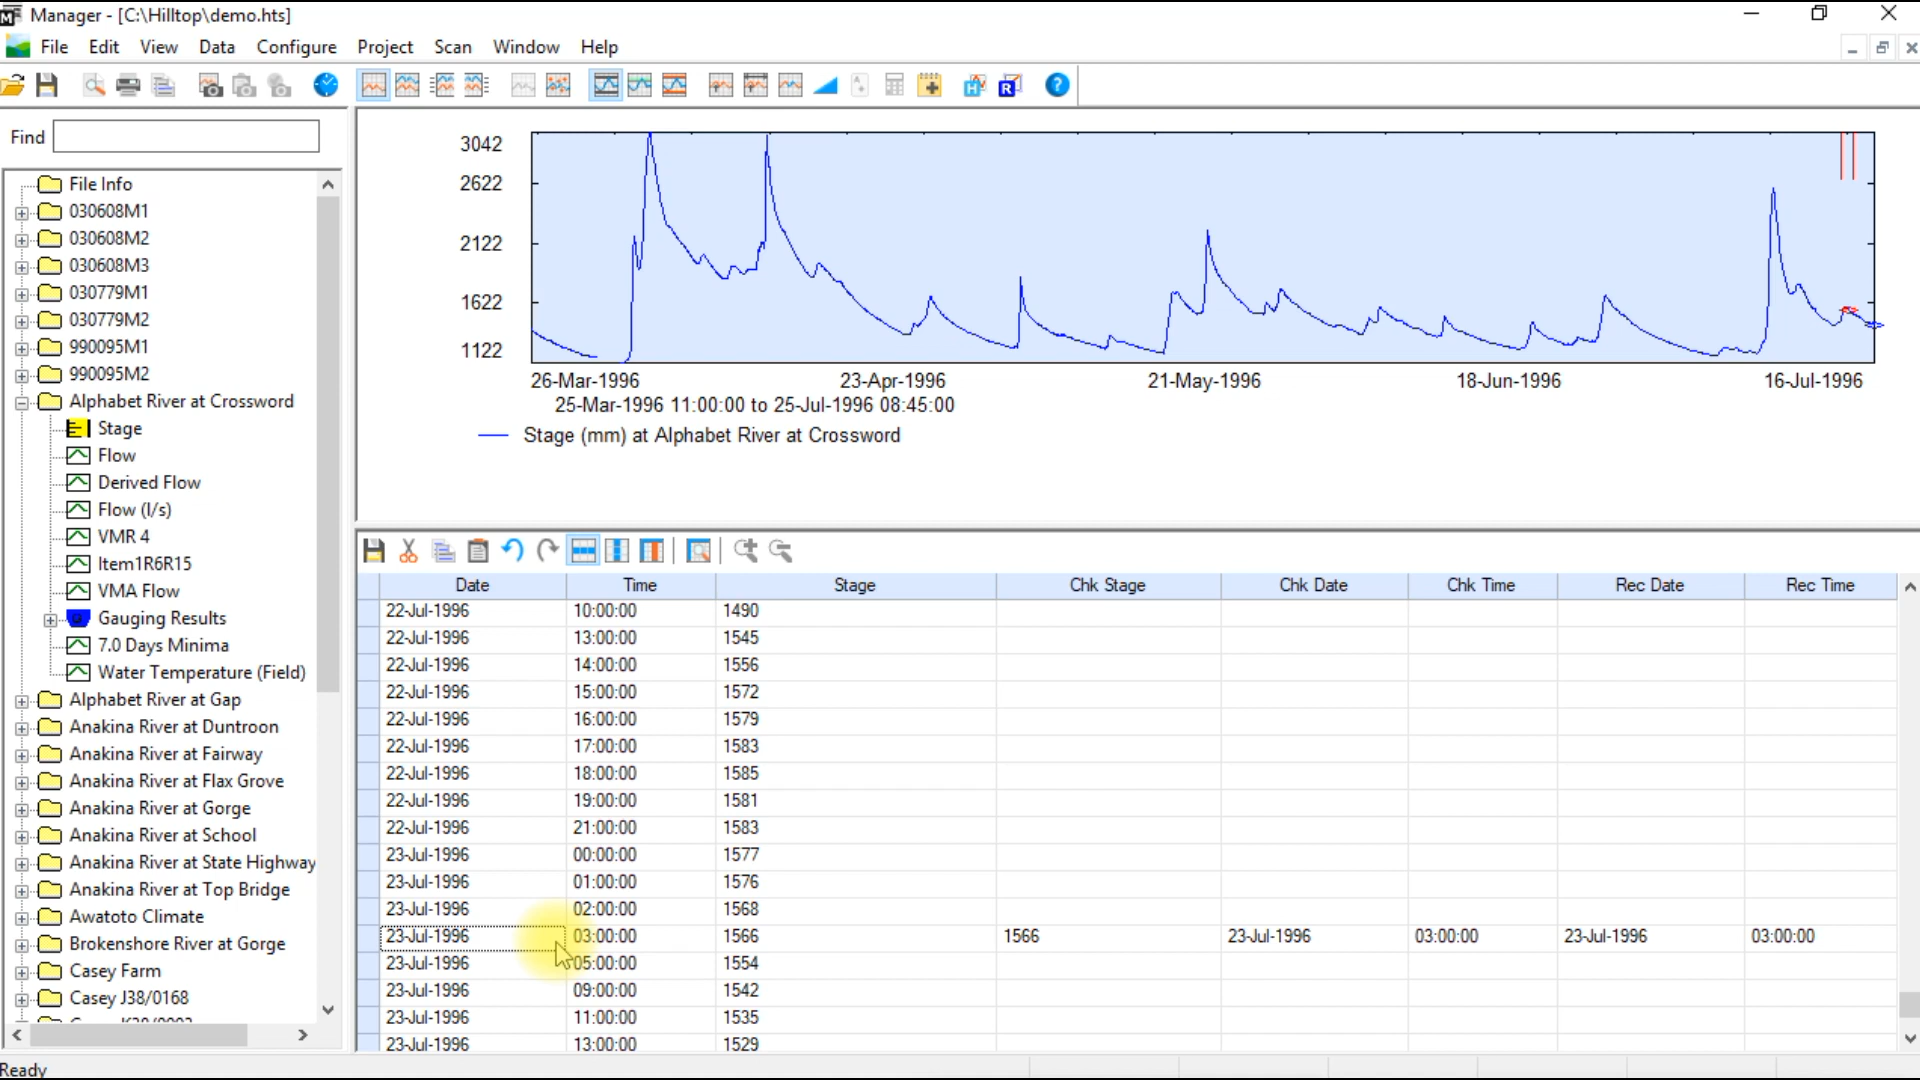 Manager - [C:\Hilltop\demo.hts]
File Edit View Data Configure Project Scan Window Help
Find
File Info
030608M1
030608M2
030608M3
030779M1
030779M2
990095M1
990095M2
Alphabet River at Crossword
Stage
Flow
Derived Flow
Flow (l/s)
VMR 4
Item1R6R15
VMA Flow
Gauging Results
7.0 Days Minima
Water Temperature (Field)
Alphabet River at Gap
Anakina River at Duntroon
Anakina River at Fairway
Anakina River at Flax Grove
Anakina River at Gorge
Anakina River at School
Anakina River at State Highway
Anakina River at Top Bridge
Awatoto Climate
Brokenshore River at Gorge
Casey Farm
Casey J38/0168
Ready
3042
2622
2122
1622
1122
26-Mar-1996 23-Apr-1996 21-May-1996 18-Jun-1996 16-Jul-1996
25-Mar-1996 11:00:00 to 25-Jul-1996 08:45:00
Stage (mm) at Alphabet River at Crossword
Date Time Stage Chk Stage Chk Date Chk Time Rec Date Rec Time
22-Jul-1996 10:00:00 1490
22-Jul-1996 13:00:00 1545
22-Jul-1996 14:00:00 1556
22-Jul-1996 15:00:00 1572
22-Jul-1996 16:00:00 1579
22-Jul-1996 17:00:00 1583
22-Jul-1996 18:00:00 1585
22-Jul-1996 19:00:00 1581
22-Jul-1996 21:00:00 1583
23-Jul-1996 00:00:00 1577
23-Jul-1996 01:00:00 1576
23-Jul-1996 02:00:00 1568
23-Jul-1996 03:00:00 1566 1566 23-Jul-1996 03:00:00 23-Jul-1996 03:00:00
23-Jul-1996 05:00:00 1554
23-Jul-1996 09:00:00 1542
23-Jul-1996 11:00:00 1535
23-Jul-1996 13:00:00 1529